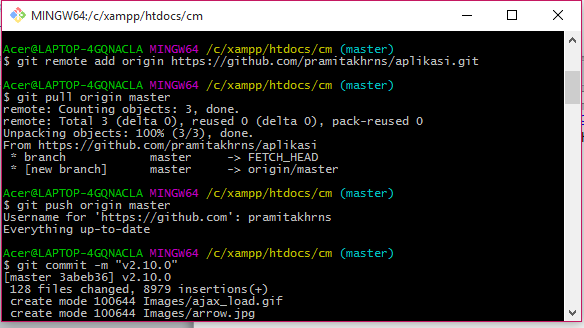 MINGW64:/c/xampp/htdocs/cm
Acer@LAPTOP-4GQNACLA MINGW64 /c/xampp/htdocs/cm (master)
$ git remote add origin https://github.com/pramitakhrns/aplikasi.git
Acer@LAPTOP-4GQNACLA MINGW64 /c/xampp/htdocs/cm (master)
$ git pull origin master
remote: Counting objects: 3, done.
remote: Total 3 (delta 0), reused 0 (delta 0), pack-reused 0
Unpacking objects: 100% (3/3), done.
From https://github.com/pramitakhrns/aplikasi
 * branch            master     -> FETCH_HEAD
 * [new branch]      master     -> origin/master
Acer@LAPTOP-4GQNACLA MINGW64 /c/xampp/htdocs/cm (master)
$ git push origin master
Username for 'https://github.com': pramitakhrns
Everything up-to-date
Acer@LAPTOP-4GQNACLA MINGW64 /c/xampp/htdocs/cm (master)
$ git commit -m "v2.10.0"
[master 3abeb36] v2.10.0
 128 files changed, 8979 insertions(+)
 create mode 100644 Images/ajax_load.gif
 create mode 100644 Images/arrow.jpg